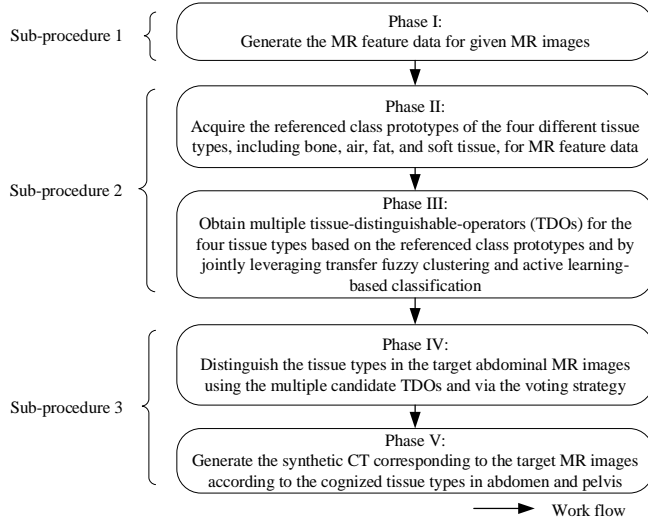 Sub-procedure 1
Phase I:
Generate the MR feature data for given MR images
Sub-procedure 2
Phase II:
Acquire the referenced class prototypes of the four different tissue
types, including bone, air, fat, and soft tissue, for MR feature data
Phase III:
Obtain multiple tissue-distinguishable-operators (TDOs) for the
four tissue types based on the referenced class prototypes and by
jointly leveraging transfer fuzzy clustering and active learning-
based classification
Sub-procedure 3
Phase IV:
Distinguish the tissue types in the target abdominal MR images
using the multiple candidate TDOs and via the voting strategy
Phase V:
Generate the synthetic CT corresponding to the target MR images
according to the cognized tissue types in abdomen and pelvis
Work flow